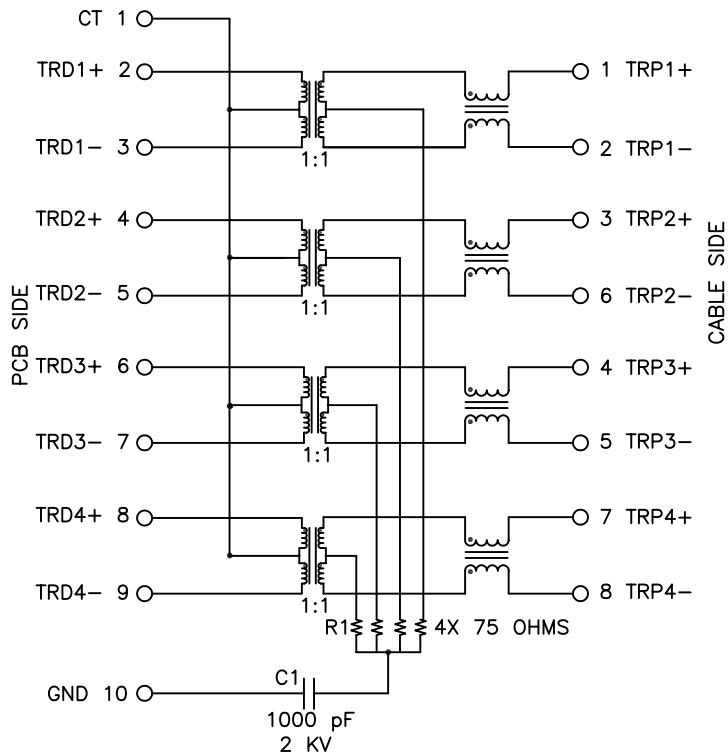 CT 1
TRD1+ 2
1 TRP1+
TRD1- 3
2 TRP1-
1:1
TRD2+ 4
3 TRP2+
TRD2- 5
6 TRP2-
1:1
PCB SIDE
CABLE SIDE
TRD3+ 6
4 TRP3+
TRD3- 7
5 TRP3-
1:1
TRD4+ 8
7 TRP4+
TRD4- 9
8 TRP4-
1:1
R1
4X 75 OHMS
GND 10
C1
1000 pF
2 KV